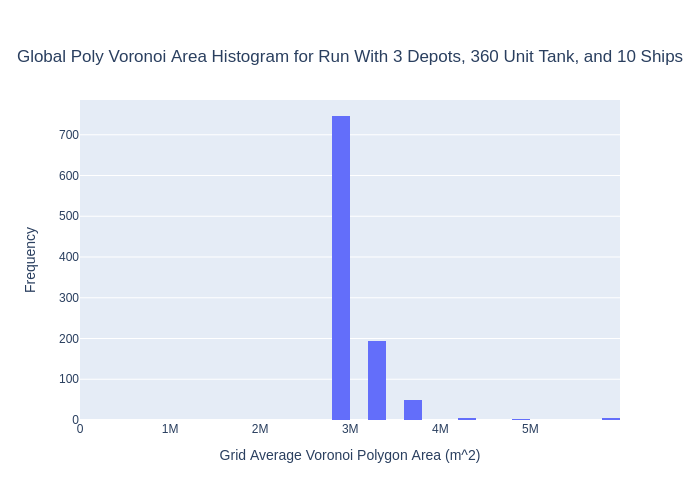 Global Poly Voronoi Area Histogram for Run With 3 Depots, 360 Unit Tank, and 10 Ships
700
600
500
400
300
200
100
0
Frequency
0 1M 2M 3M 4M 5M
Grid Average Voronoi Polygon Area (m^2)